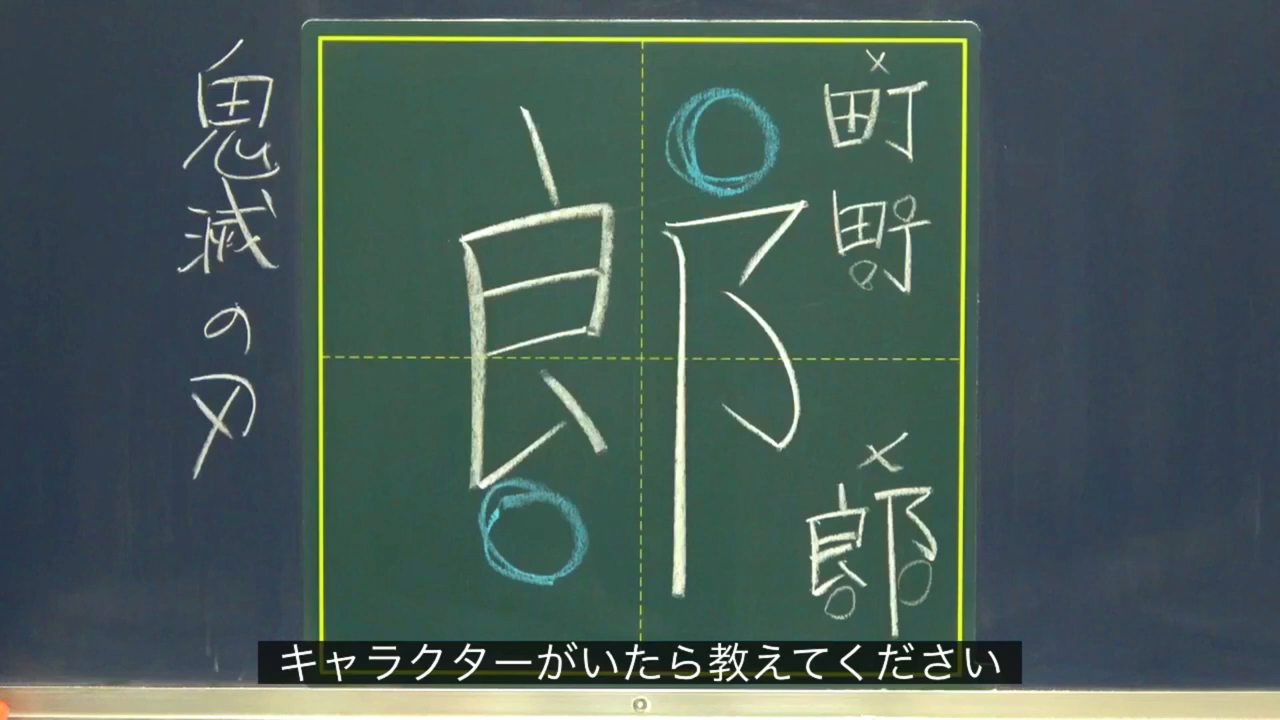 鬼滅の刃
郎
町
野
郎
キャラクターがいたら教えてください